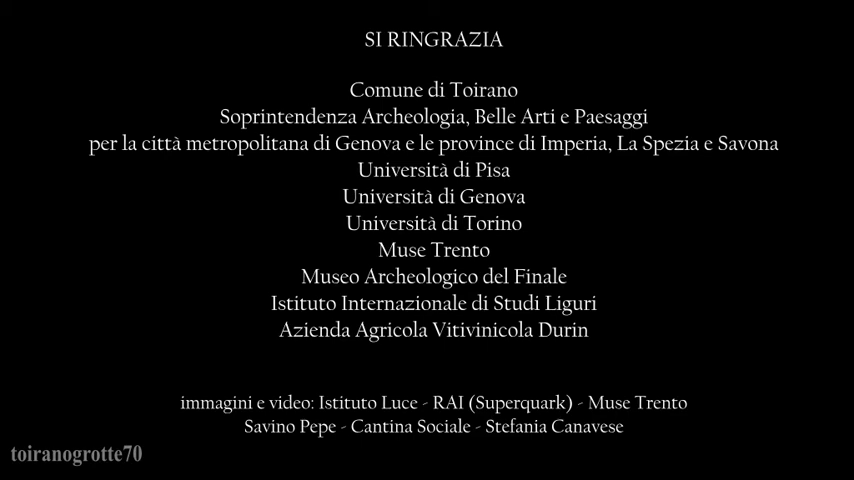 SI RINGRAZIA
Comune di Toirano
Soprintendenza Archeologia, Belle Arti e Paesaggi
per la città metropolitana di Genova e le province di Imperia, La Spezia e Savona
Università di Pisa
Università di Genova
Università di Torino
Muse Trento
Museo Archeologico del Finale
Istituto Internazionale di Studi Liguri
Azienda Agricola Vitivinicola Durin
immagini e video: Istituto Luce - RAI (Superquark) - Muse Trento
Savino Pepe - Cantina Sociale - Stefania Canavese
toiranogrotte70